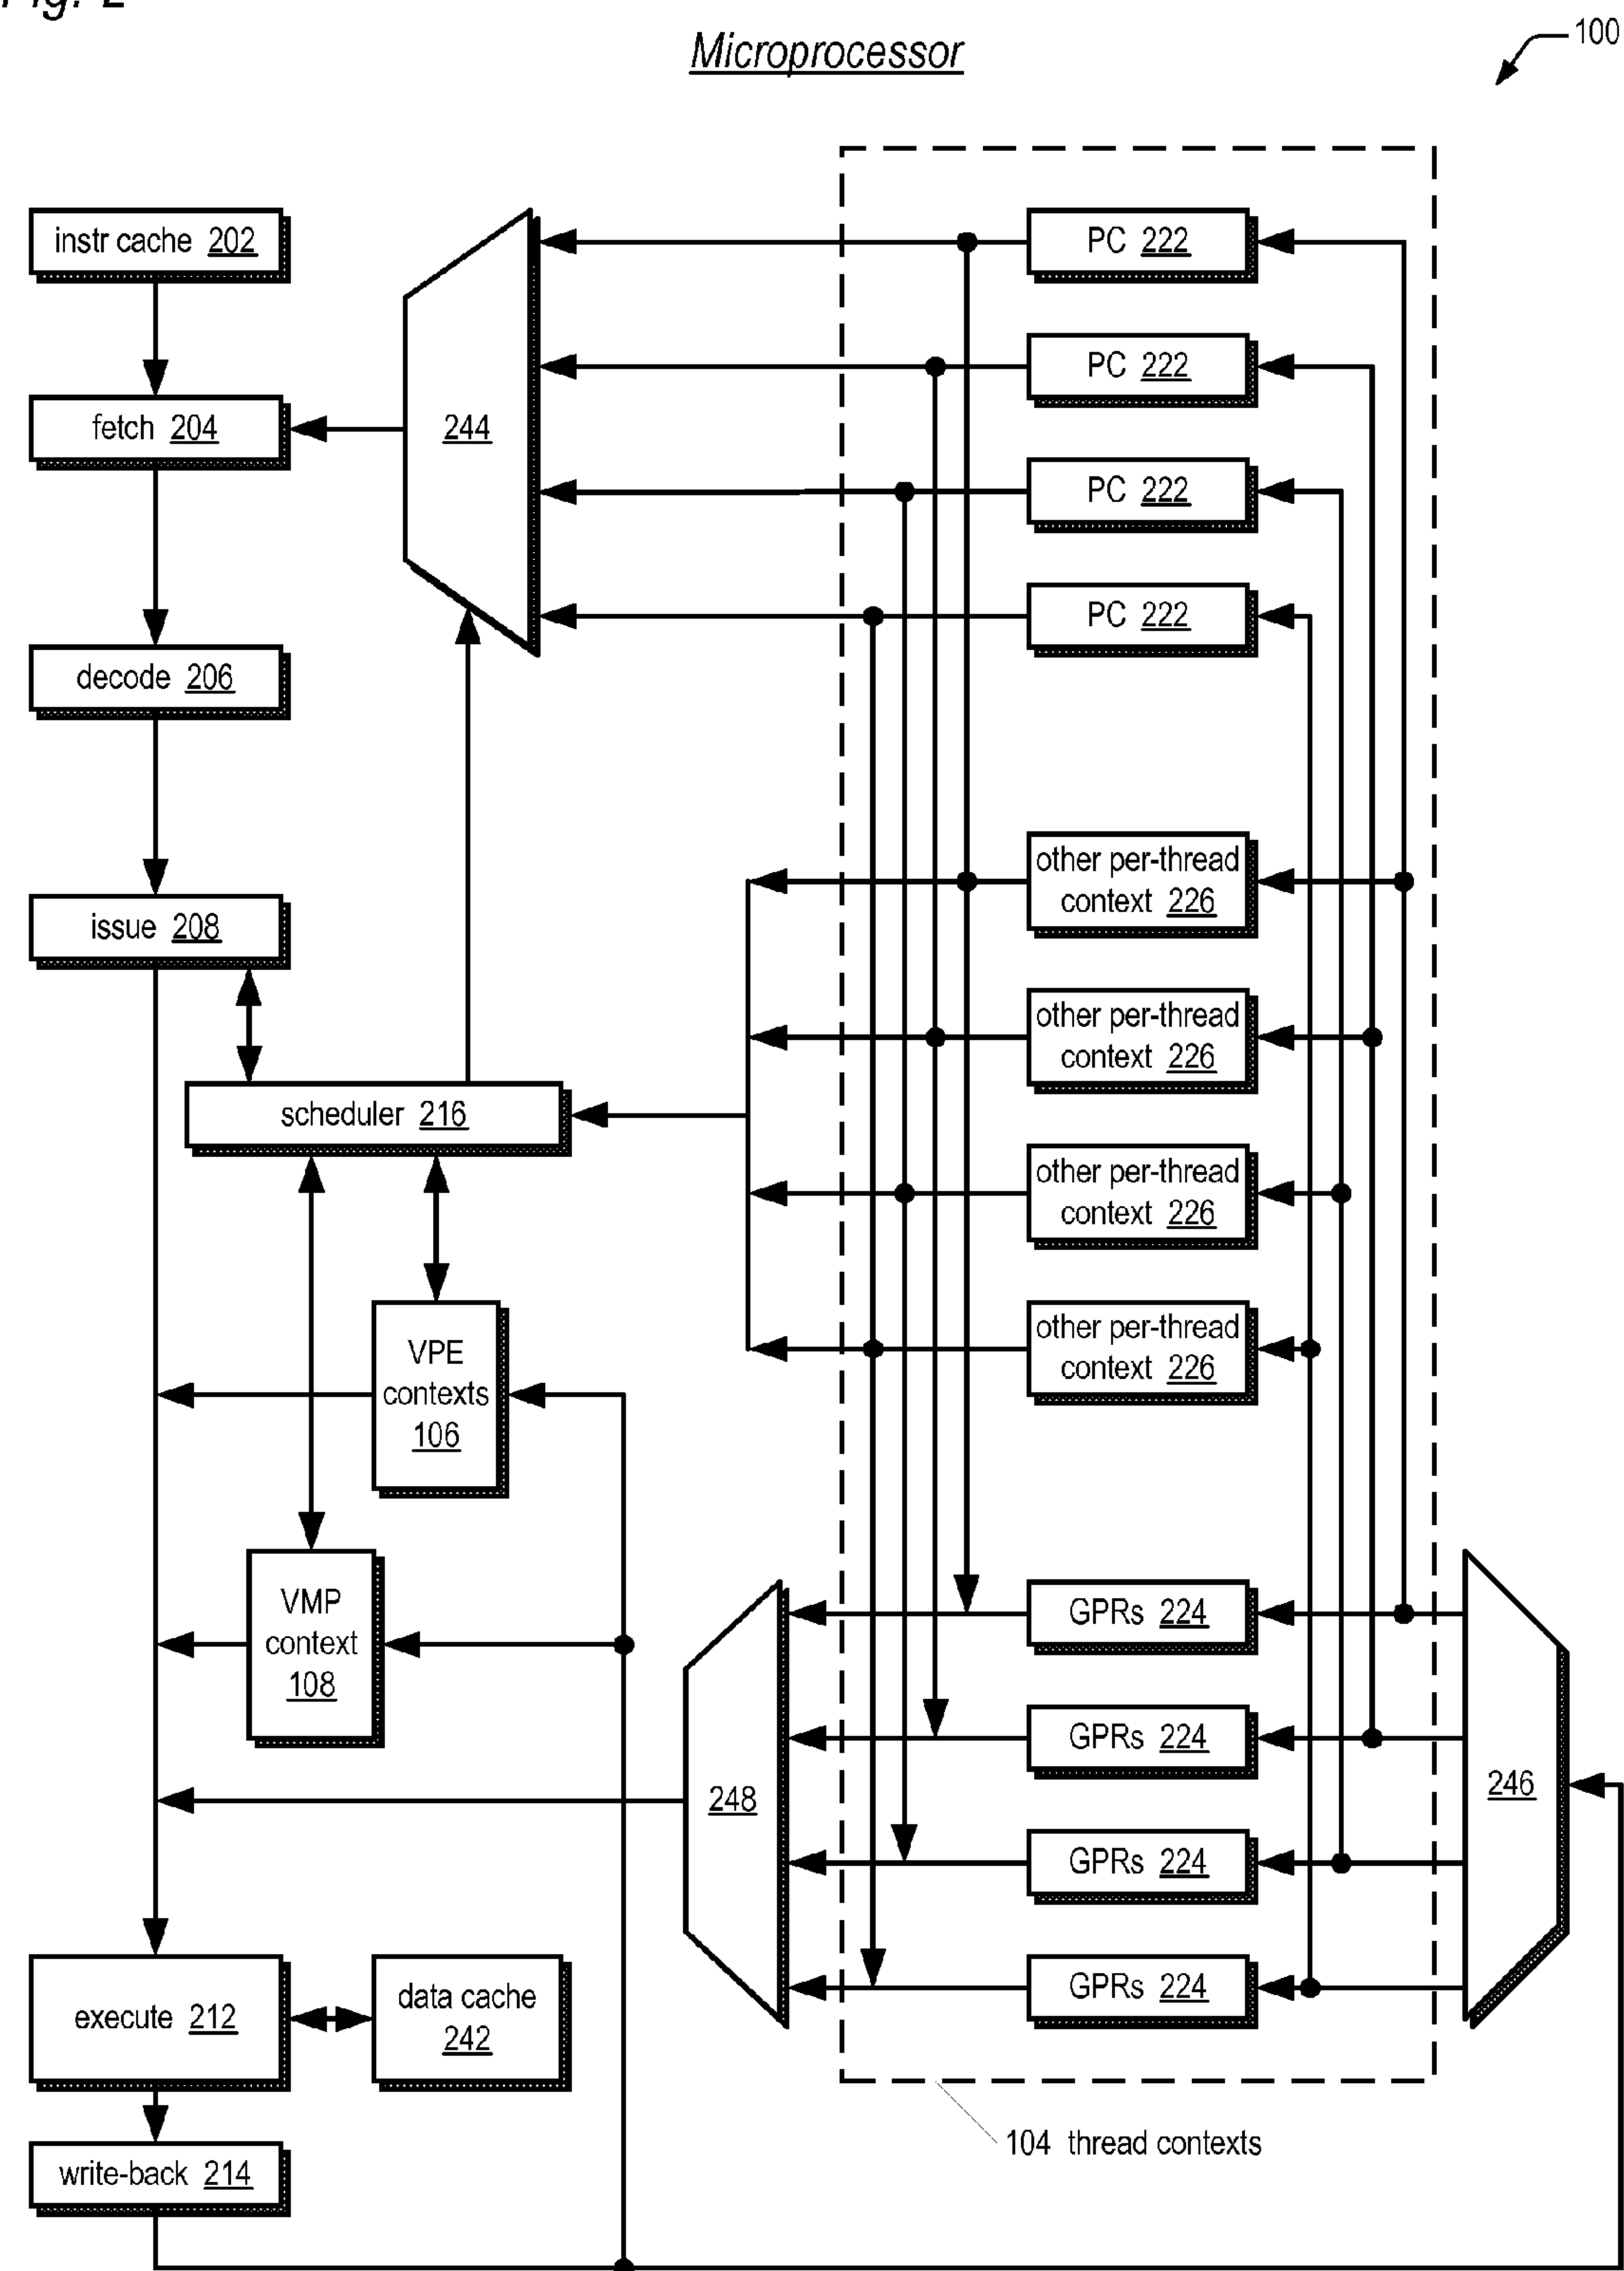 Fig. 2
Microprocessor
100
instr cache 202
PC 222
PC 222
fetch 204
244
PC 222
PC 222
decode 206
other per-thread
context 226
issue 208
other per-thread
context 226
scheduler 216
other per-thread
context 226
other per-thread
context 226
VPE
contexts
106
VMP
context
108
GPRs 224
GPRs 224
248
246
GPRs 224
GPRs 224
execute 212
data cache
242
104 thread contexts
write-back 214